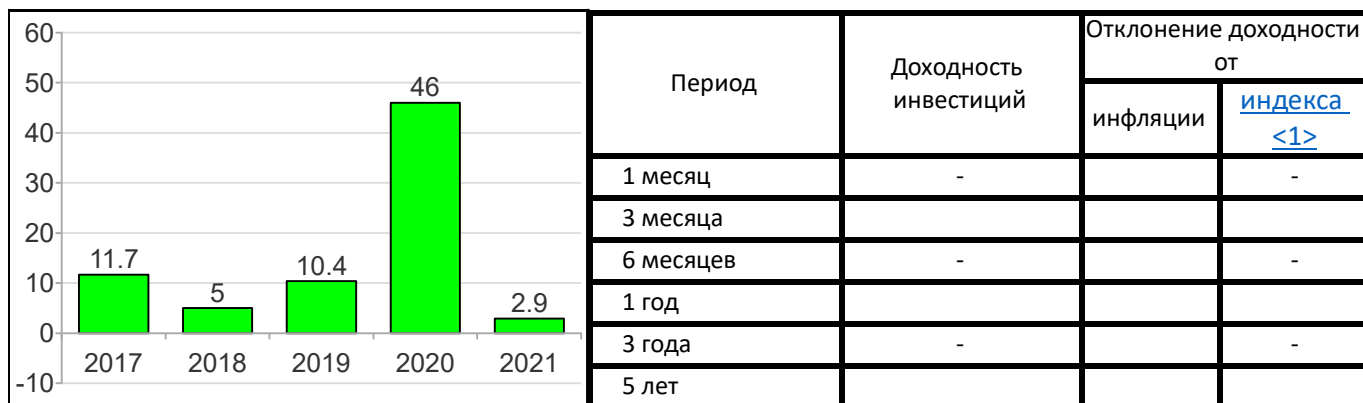 60
50
40
30
20
10
0
-10
11.7
5
10.4
46
2.9
2017 2018 2019 2020 2021
Период
Доходность
инвестиций
Отклонение доходности
от
инфляции
индекса
<1>
1 месяц - -
3 месяца
6 месяцев - -
1 год
3 года - -
5 лет